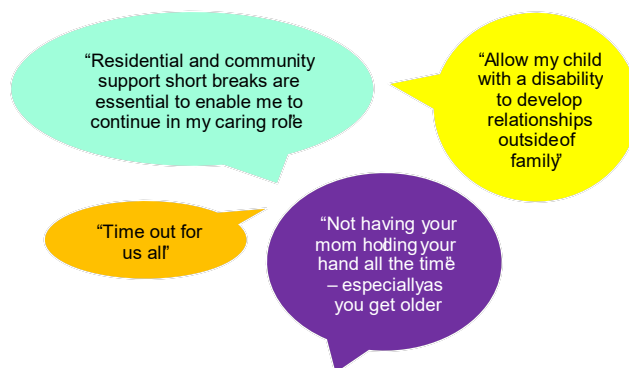 “Residential and community
support short breaks are
essential to enable me to
continue in my caring role”
“Allow my child
with a disability
to develop
relationships
outside of
family”
“Time out for
us all”
“Not having your
mom holding your
hand all the time”
– especially as
you get older